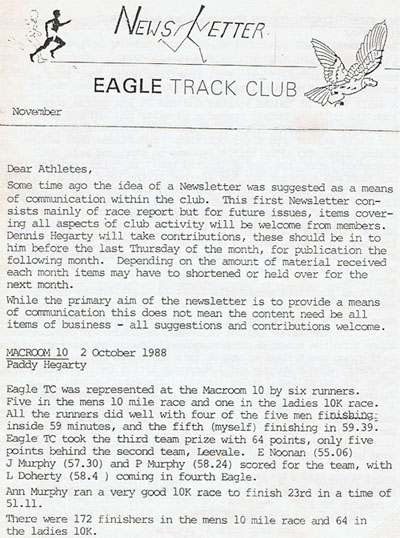 NEWSLETTER
EAGLE TRACK CLUB
November
Dear Athletes,
Some time ago the idea of a Newsletter was suggested as a means
of communication within the club. This first Newsletter con-
sists mainly of race report but for future issues, items cover-
ing all aspects of club activity will be welcome from members.
Dennis Hegarty will take contributions, these should be in to
him before the last Thursday of the month, for publication the
following month. Depending on the amount of material received
each month items may have to shortened or held over for the
next month.
While the primary aim of the newsletter is to provide a means
of communication this does not mean the content need be all
items of business - all suggestions and contributions welcome.
MACROOM 10 2 October 1988
Paddy Hegarty
Eagle TC was represented at the Macroom 10 by six runners.
Five in the mens 10 mile race and one in the ladies 10K race.
All the runners did well with four of the five men finishing
inside 59 minutes, and the fifth (myself) finishing in 59.39.
Eagle TC took the third team prize with 64 points, only five
points behind the second team, Leevale. E Noonan (55.06)
J Murphy (57.30) and P Murphy (58.24) scored for the team, with
L Doherty (58.4 ) coming in fourth Eagle.
Ann Murphy ran a very good 10K race to finish 23rd in a time of
51.11.
There were 172 finishers in the mens 10 mile race and 64 in
the ladies 10K.